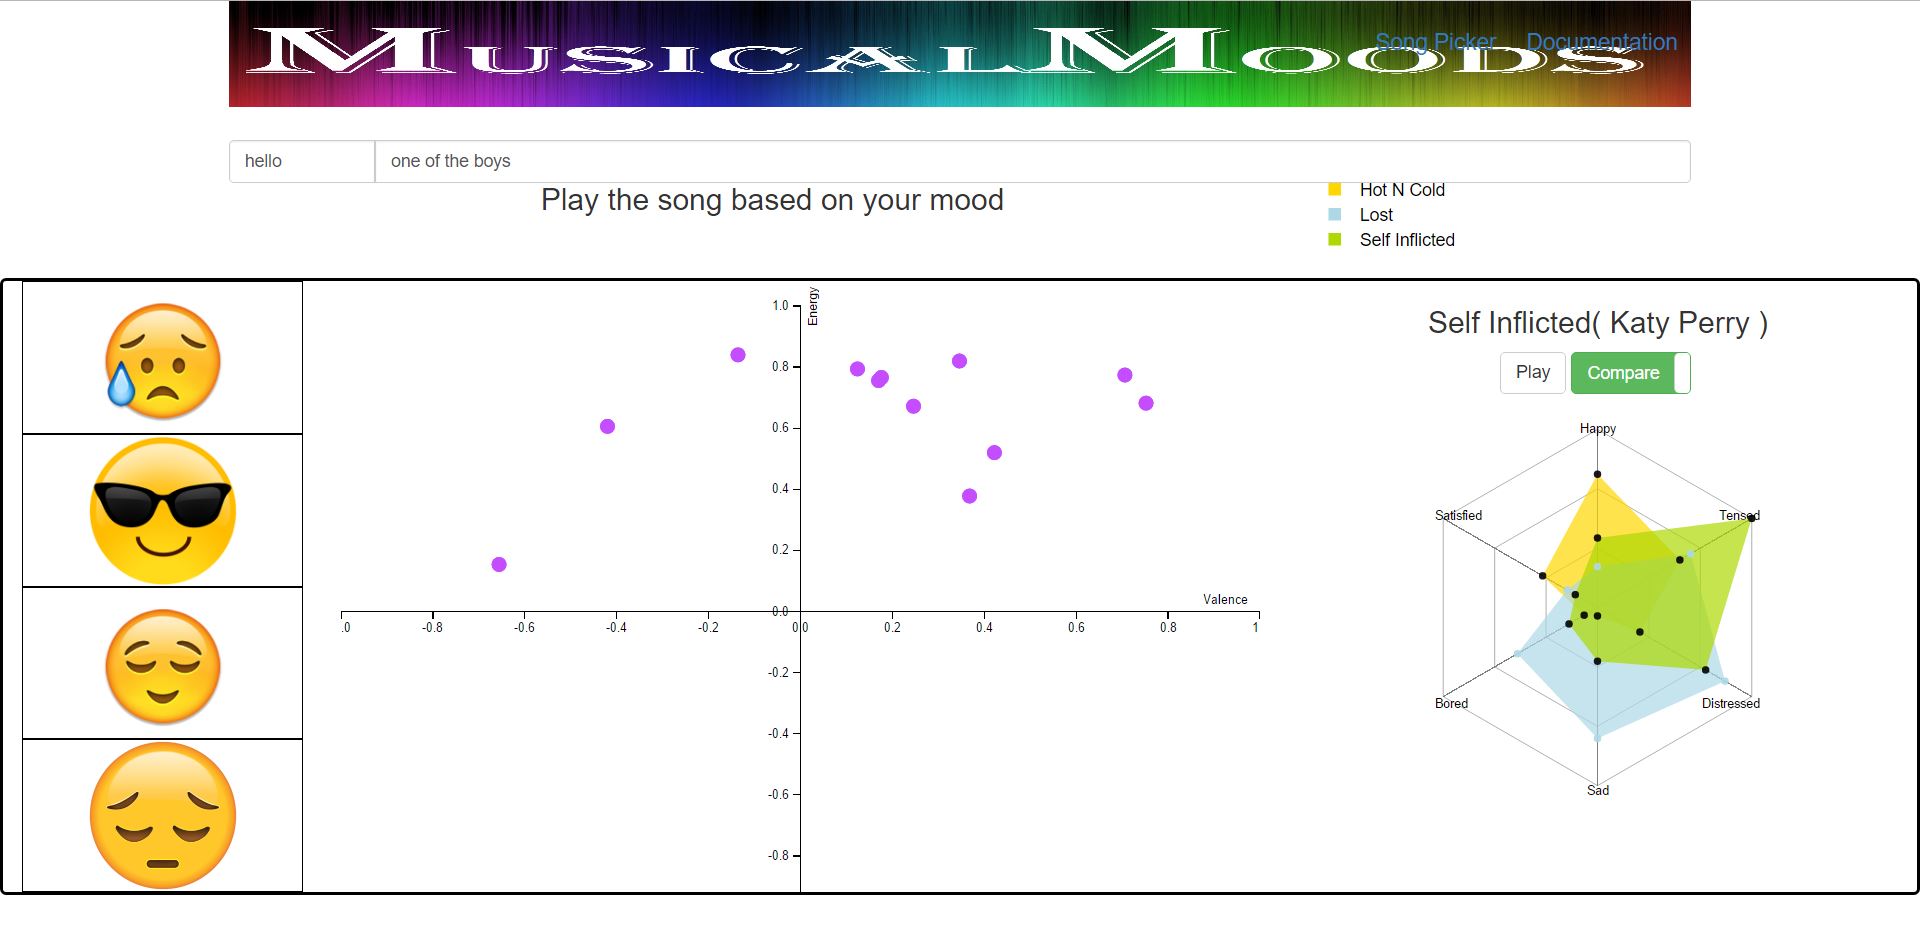 MusicalMoods
Song Picker Documentation
hello one of the boys
Play the song based on your mood
Hot N Cold
Lost
Self Inflicted
Self Inflicted( Katy Perry )
Play Compare
Energy
1.0
0.8
0.6
0.4
0.2
0.0
-0.2
-0.4
-0.6
-0.8
Valence
.0 -0.8 -0.6 -0.4 -0.2 0.0 0.2 0.4 0.6 0.8 1
Happy
Satisfied Tensed
Bored Distressed
Sad